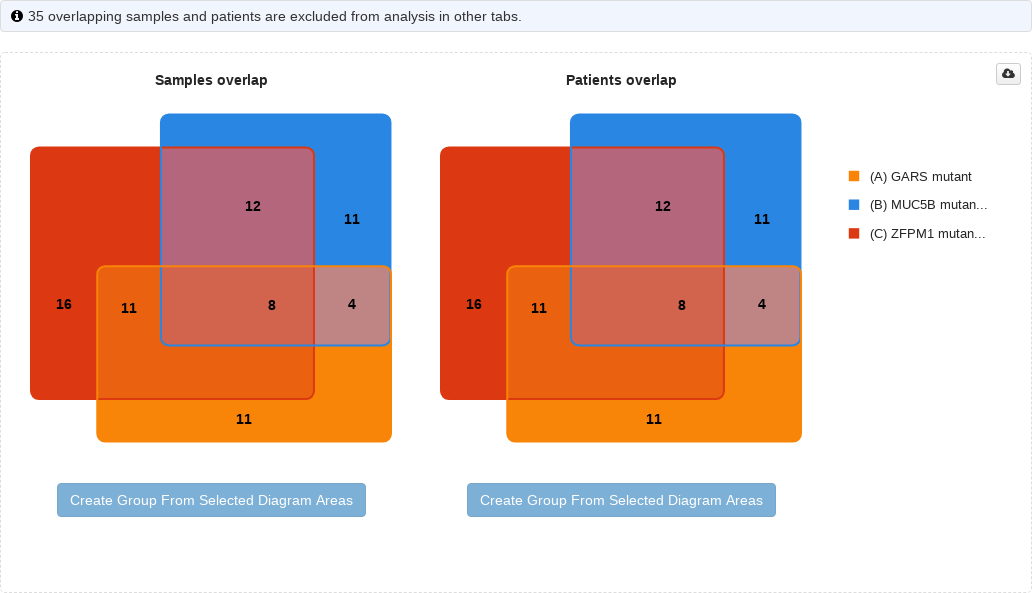 35 overlapping samples and patients are excluded from analysis in other tabs.
Samples overlap
12
11
16
11
8
4
11
Create Group From Selected Diagram Areas
Patients overlap
12
11
16
11
8
4
11
Create Group From Selected Diagram Areas
(A) GARS mutant
(B) MUC5B mutan...
(C) ZFPM1 mutan...